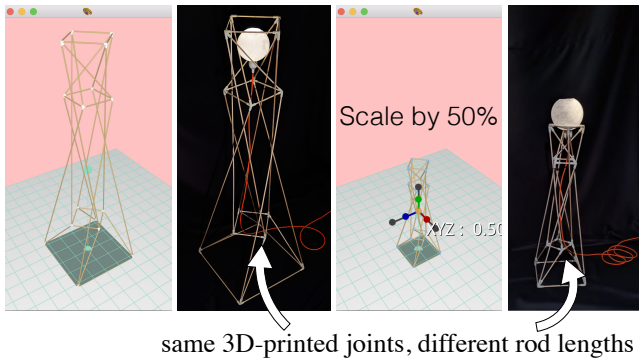 Scale by 50%
XYZ : 0.50
same 3D-printed joints, different rod lengths